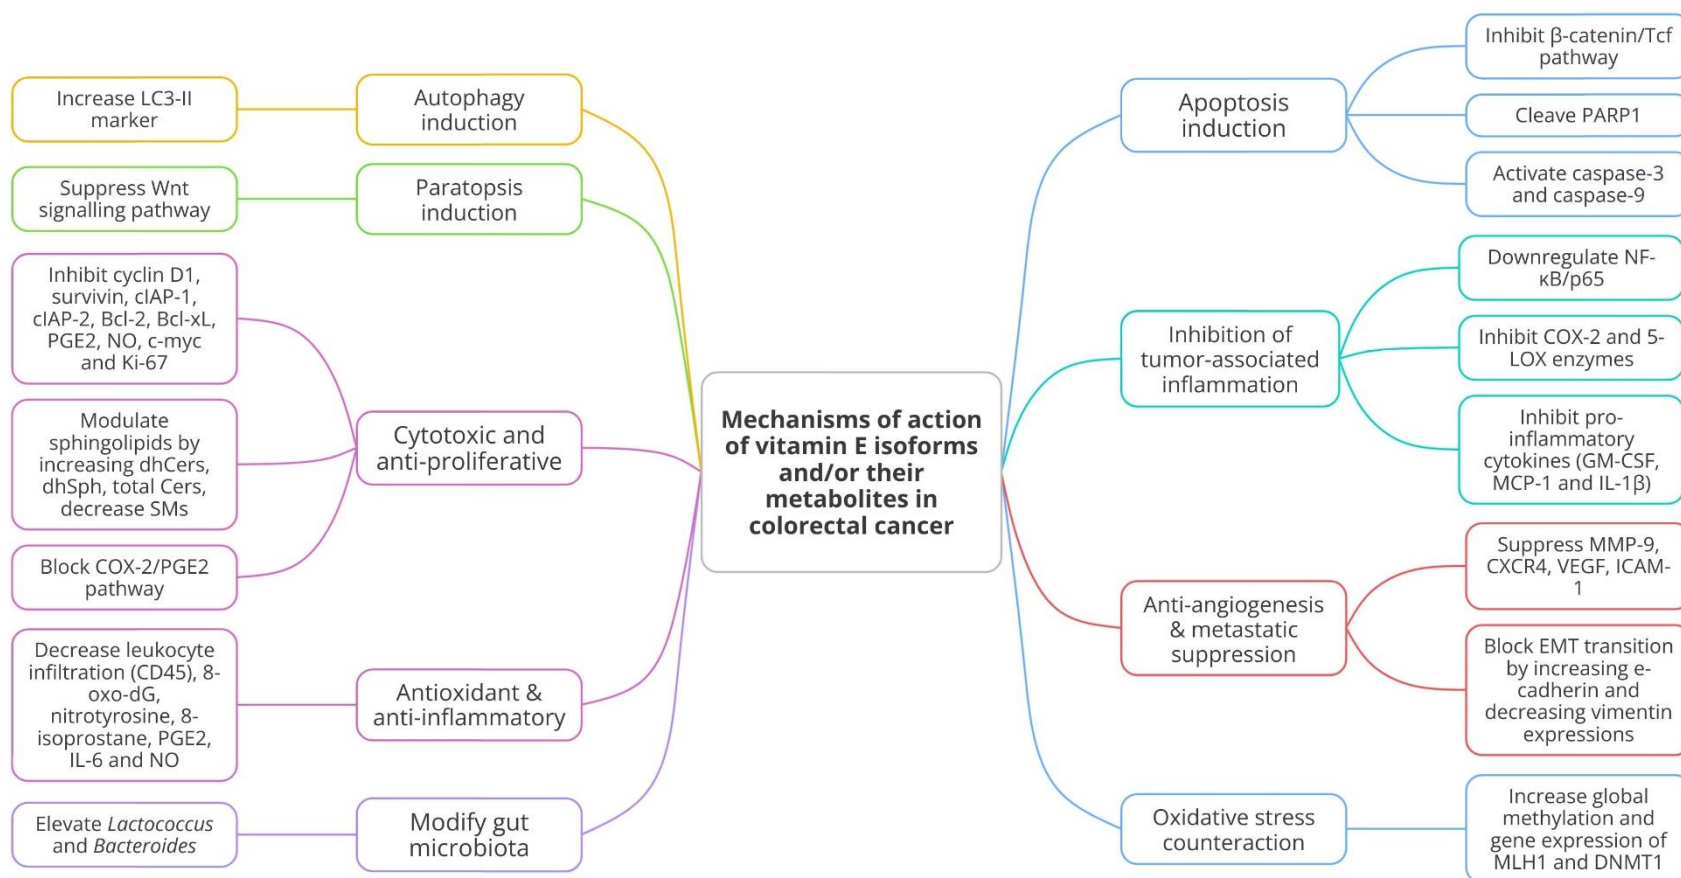 Increase LC3-II
marker
Autophagy
induction
Suppress Wnt
signalling pathway
Paratopsis
induction
Inhibit cyclin D1,
survivin, cIAP-1,
cIAP-2, Bcl-2, Bcl-xL,
PGE2, NO, c-myc
and Ki-67
Modulate
sphingolipids by
increasing dhCers,
dhSph, total Cers,
decrease SMs
Block COX-2/PGE2
pathway
Cytotoxic and
anti-proliferative
Decrease leukocyte
infiltration (CD45), 8-
oxo-dG,
nitrotyrosine, 8-
isoprostane, PGE2,
IL-6 and NO
Antioxidant &
anti-inflammatory
Elevate Lactococcus
and Bacteroides
Modify gut
microbiota
Mechanisms of action
of vitamin E isoforms
and/or their
metabolites in
colorectal cancer
Apoptosis
induction
Inhibit β-catenin/Tcf
pathway
Cleave PARP1
Activate caspase-3
and caspase-9
Inhibition of
tumor-associated
inflammation
Downregulate NF-
κB/p65
Inhibit COX-2 and 5-
LOX enzymes
Inhibit pro-
inflammatory
cytokines (GM-CSF,
MCP-1 and IL-1β)
Anti-angiogenesis
& metastatic
suppression
Suppress MMP-9,
CXCR4, VEGF, ICAM-
1
Block EMT transition
by increasing e-
cadherin and
decreasing vimentin
expressions
Oxidative stress
counteraction
Increase global
methylation and
gene expression of
MLH1 and DNMT1